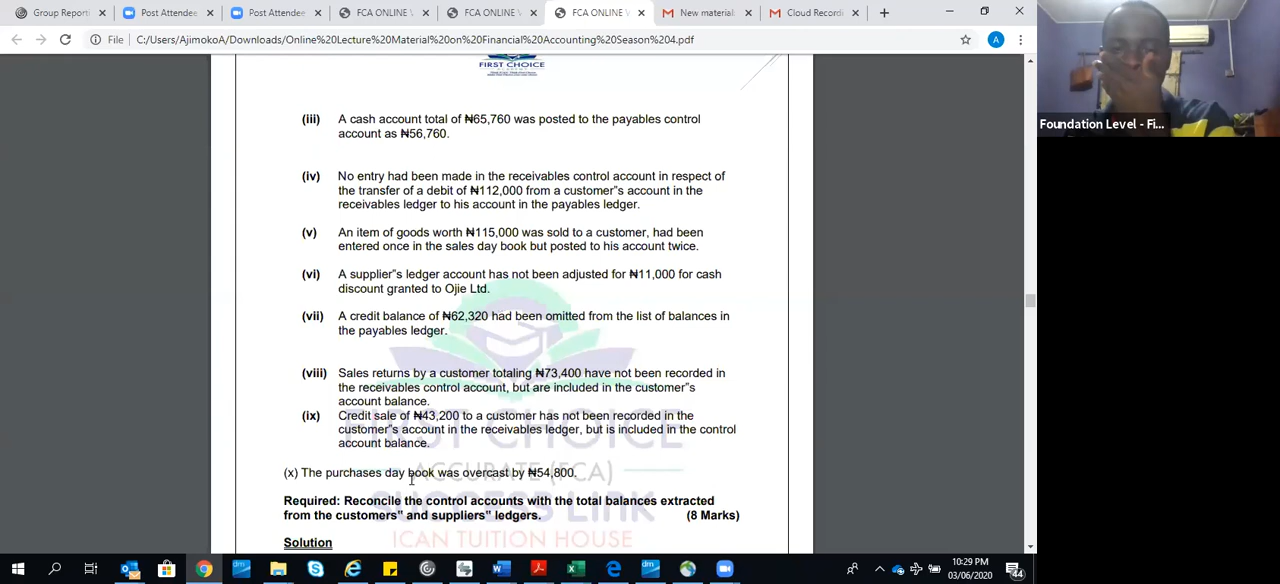 Group Reporti
Post Attendee
Post Attendee
FCA ONLINE V
FCA ONLINE V
FCA ONLINE V
New material
Cloud Recordi
File
C:/Users/AjimokoA/Downloads/Online%20Lecture%20Material%20on%20Financial%20Accounting%20Season%204.pdf
A
FIRST CHOICE
(iii) A cash account total of ₦65,760 was posted to the payables control
account as ₦56,760.
(iv) No entry had been made in the receivables control account in respect of
the transfer of a debit of ₦112,000 from a customer"s account in the
receivables ledger to his account in the payables ledger.
(v) An item of goods worth ₦115,000 was sold to a customer, had been
entered once in the sales day book but posted to his account twice.
(vi) A supplier"s ledger account has not been adjusted for ₦11,000 for cash
discount granted to Ojie Ltd.
(vii) A credit balance of ₦62,320 had been omitted from the list of balances in
the payables ledger.
(viii) Sales returns by a customer totaling ₦73,400 have not been recorded in
the receivables control account, but are included in the customer"s
account balance.
(ix) Credit sale of ₦43,200 to a customer has not been recorded in the
customer"s account in the receivables ledger, but is included in the control
account balance.
(x) The purchases day book was overcast by ₦54,800.
Required: Reconcile the control accounts with the total balances extracted
from the customers" and suppliers" ledgers. (8 Marks)
Solution
FIRST CHOICE
ACCURATE (FCA)
SUCCESS LINK
ICAN TUITION HOUSE
Foundation Level - Fi...
10:29 PM
03/06/2020
44